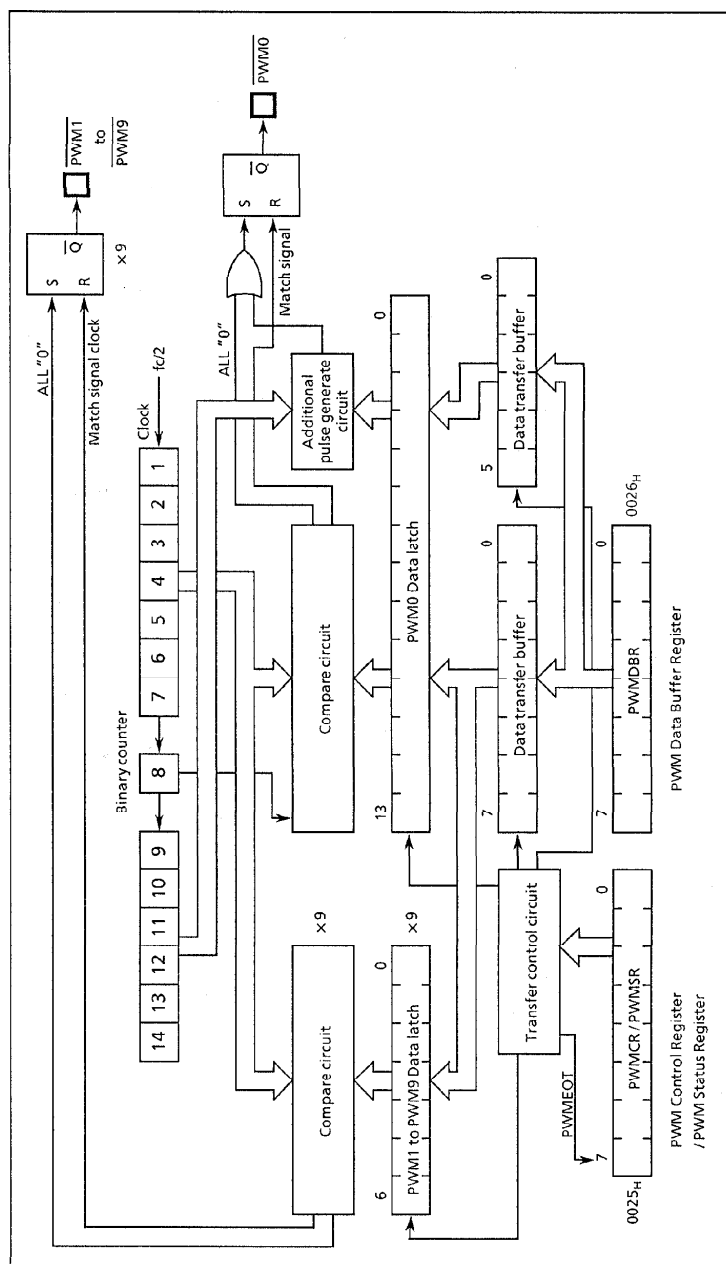 PWM1
to
PWM9
Q
S
R
×9
ALL "0"
Match signal clock
PWM0
Q
S
R
Match signal
ALL "0"
Clock
fc/2
Binary counter
14 13 12 11 10 9 8 7 6 5 4 3 2 1
Additional
pulse generate
circuit
Compare circuit
Compare circuit
×9
13
PWM0 Data latch
0
6
PWM1 to PWM9 Data latch
0
×9
7
Data transfer buffer
0
5
Data transfer buffer
0
Transfer control circuit
PWMEOT
0025H
7
PWMCR / PWMSR
0
PWM Control Register
/ PWM Status Register
7
PWMDBR
0
0026H
PWM Data Buffer Register